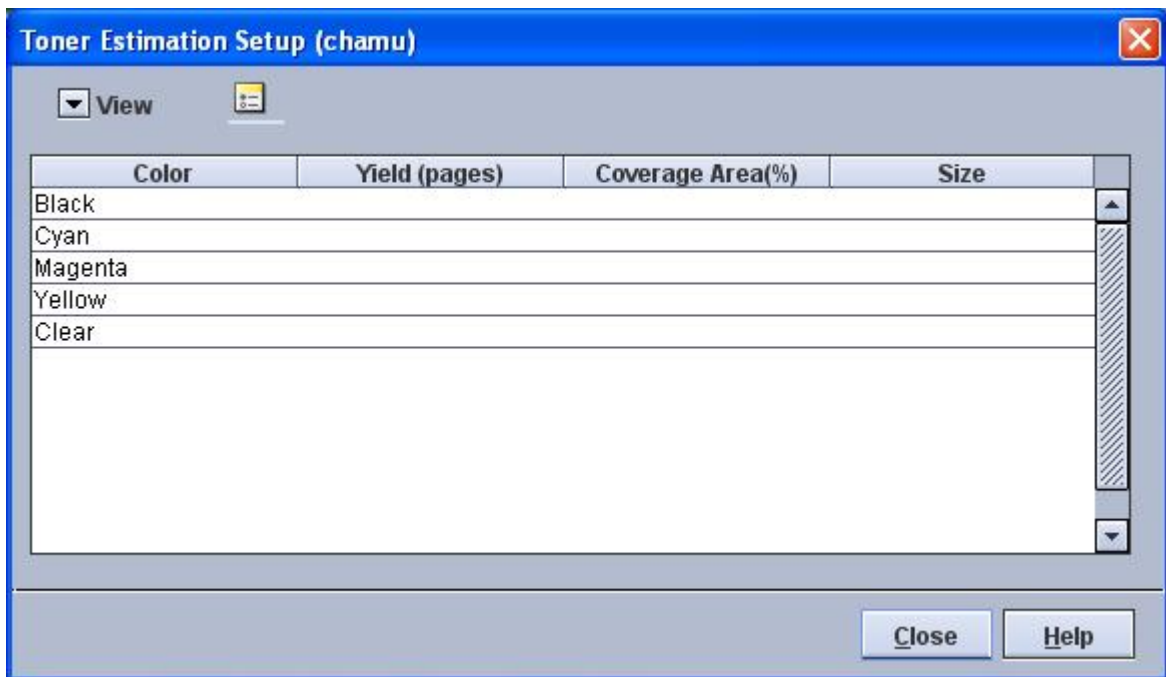 Toner Estimation Setup (chamu)
View
Color Yield (pages) Coverage Area(%) Size
Black
Cyan
Magenta
Yellow
Clear
Close Help